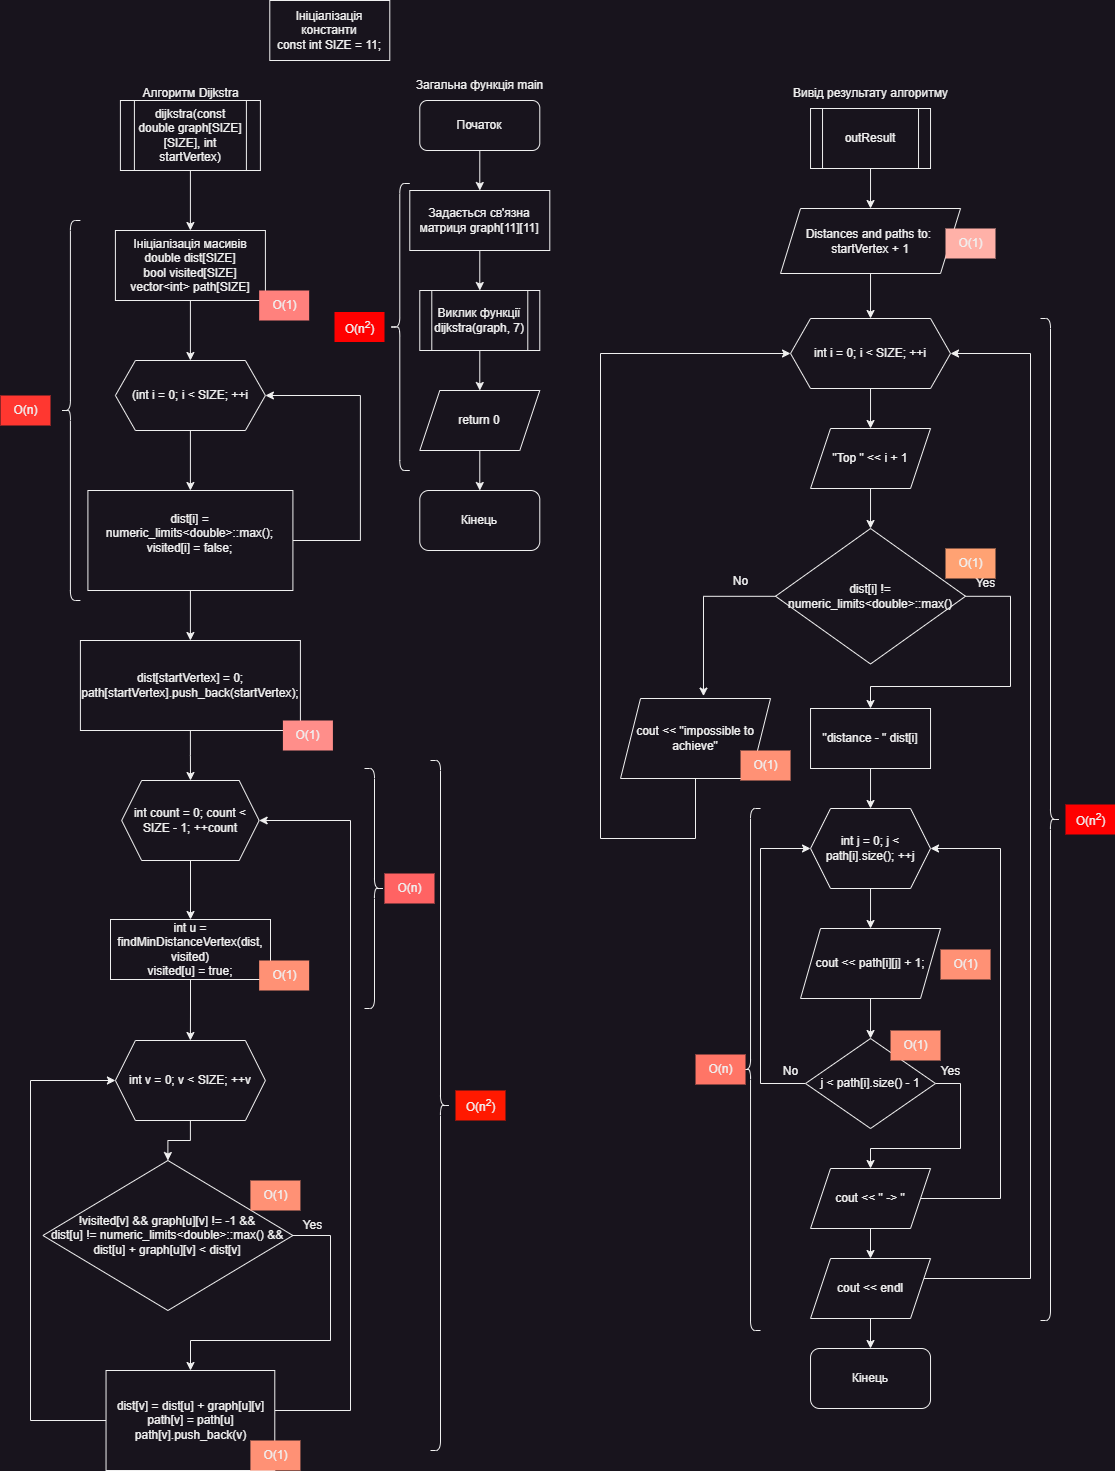 Ініціалізація
константи
const int SIZE = 11;
Алгоритм Dijkstra
dijkstra(const
double graph[SIZE]
[SIZE], int
startVertex)
Ініціалізація масивів
double dist[SIZE]
bool visited[SIZE]
vector<int> path[SIZE]
O(1)
(int i = 0; i < SIZE; ++i
O(n)
dist[i] =
numeric_limits<double>::max();
visited[i] = false;
dist[startVertex] = 0;
path[startVertex].push_back(startVertex);
O(1)
int count = 0; count <
SIZE - 1; ++count
O(n)
int u =
findMinDistanceVertex(dist,
visited)
visited[u] = true;
O(1)
int v = 0; v < SIZE; ++v
O(n²)
O(1)
!visited[v] && graph[u][v] != -1 &&
dist[u] != numeric_limits<double>::max() &&
dist[u] + graph[u][v] < dist[v]
Yes
dist[v] = dist[u] + graph[u][v]
path[v] = path[u]
path[v].push_back(v)
O(1)
Загальна функція main
Початок
Задається св'язна
матриця graph[11][11]
O(n²)
Виклик функції
dijkstra(graph, 7)
return 0
Кінець
Вивід результату алгоритму
outResult
Distances and paths to:
startVertex + 1
O(1)
int i = 0; i < SIZE; ++i
"Top " << i + 1
O(1)
dist[i] !=
numeric_limits<double>::max()
No
Yes
cout << "impossible to
achieve"
O(1)
"distance - " dist[i]
O(n²)
int j = 0; j <
path[i].size(); ++j
cout << path[i][j] + 1;
O(1)
O(1)
O(n)
No
j < path[i].size() - 1
Yes
cout << " -> "
cout << endl
Кінець